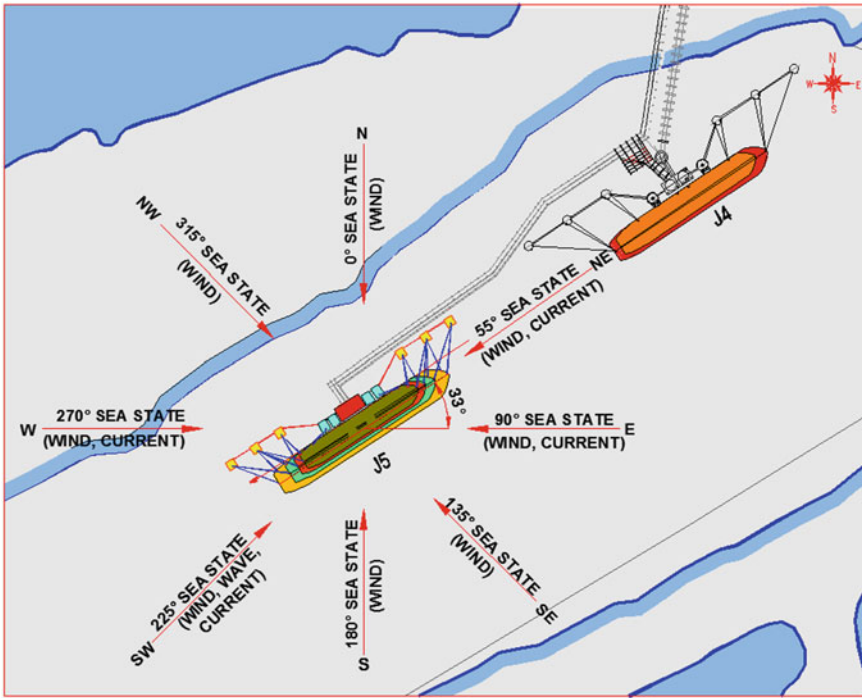 N
W E
S
J4
N
0° SEA STATE
(WIND)
NW
315° SEA STATE
(WIND)
NE
55° SEA STATE
(WIND, CURRENT)
33°
W
270° SEA STATE
(WIND, CURRENT)
90° SEA STATE
(WIND, CURRENT)
E
J5
225° SEA STATE
(WIND, WAVE,
CURRENT)
SW
180° SEA STATE
(WIND)
S
135° SEA STATE
(WIND)
SE